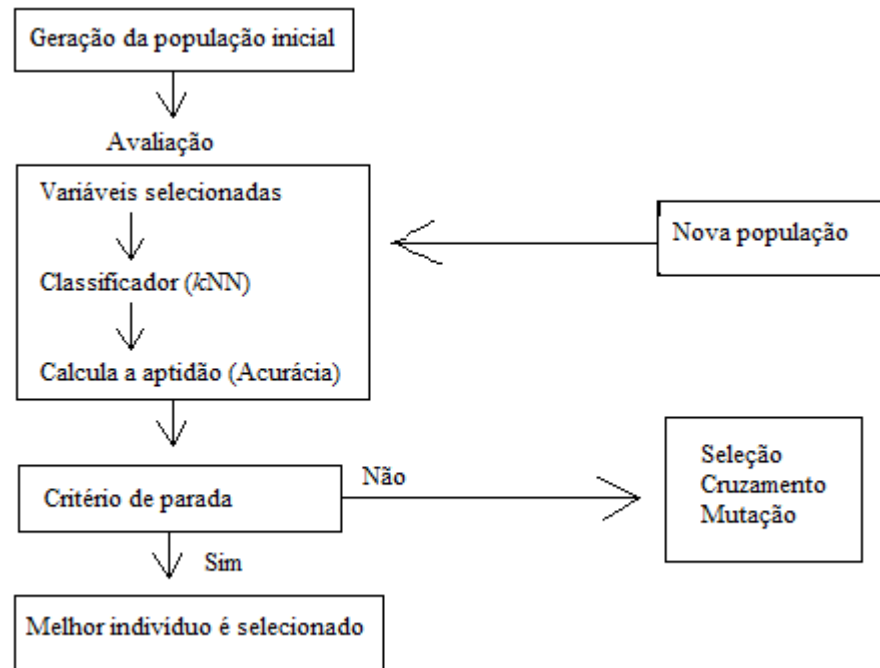 Geração da população inicial
Avaliação
Variáveis selecionadas
Classificador (kNN)
Calcula a aptidão (Acurácia)
Nova população
Critério de parada
Não
Seleção
Cruzamento
Mutação
Sim
Melhor indivíduo é selecionado